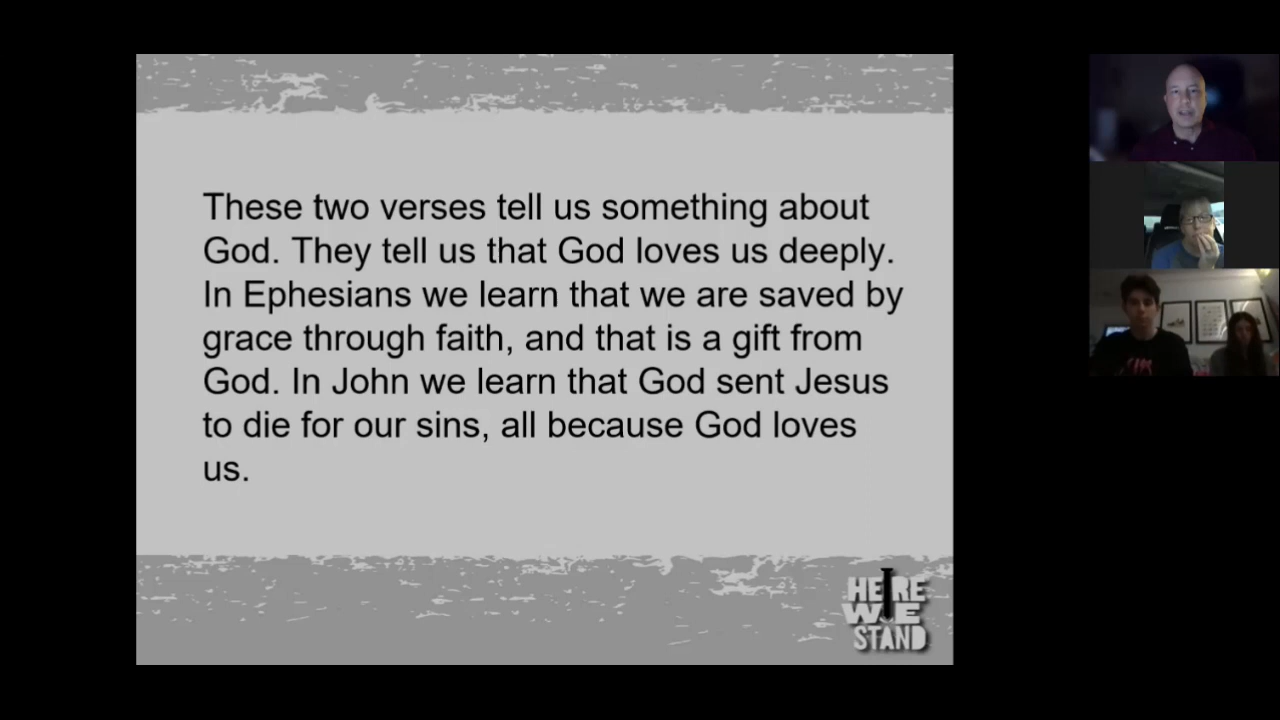 These two verses tell us something about
God. They tell us that God loves us deeply.
In Ephesians we learn that we are saved by
grace through faith, and that is a gift from
God. In John we learn that God sent Jesus
to die for our sins, all because God loves
us.
HERE
WE
STAND